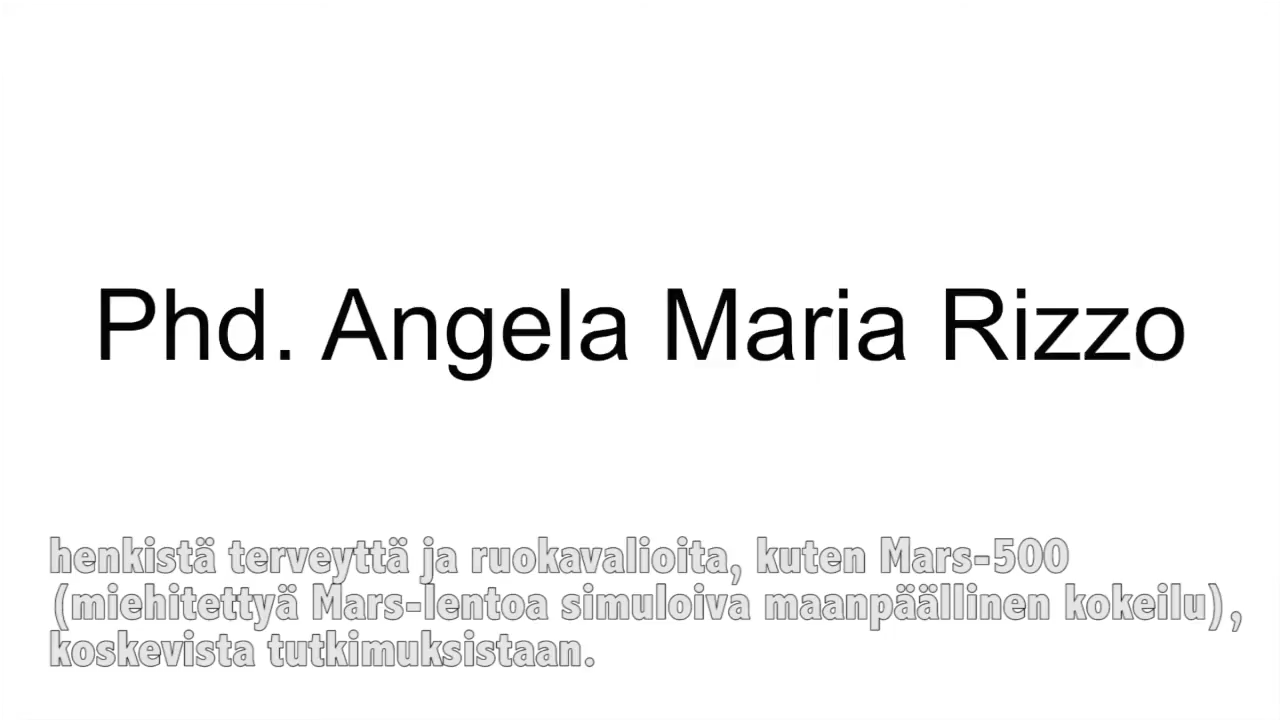 Phd. Angela Maria Rizzo
henkistä terveyttä ja ruokavalioita, kuten Mars-500
(miehitettyä Mars-lentoa simuloiva maanpäällinen kokeilu),
koskevista tutkimuksistaan.